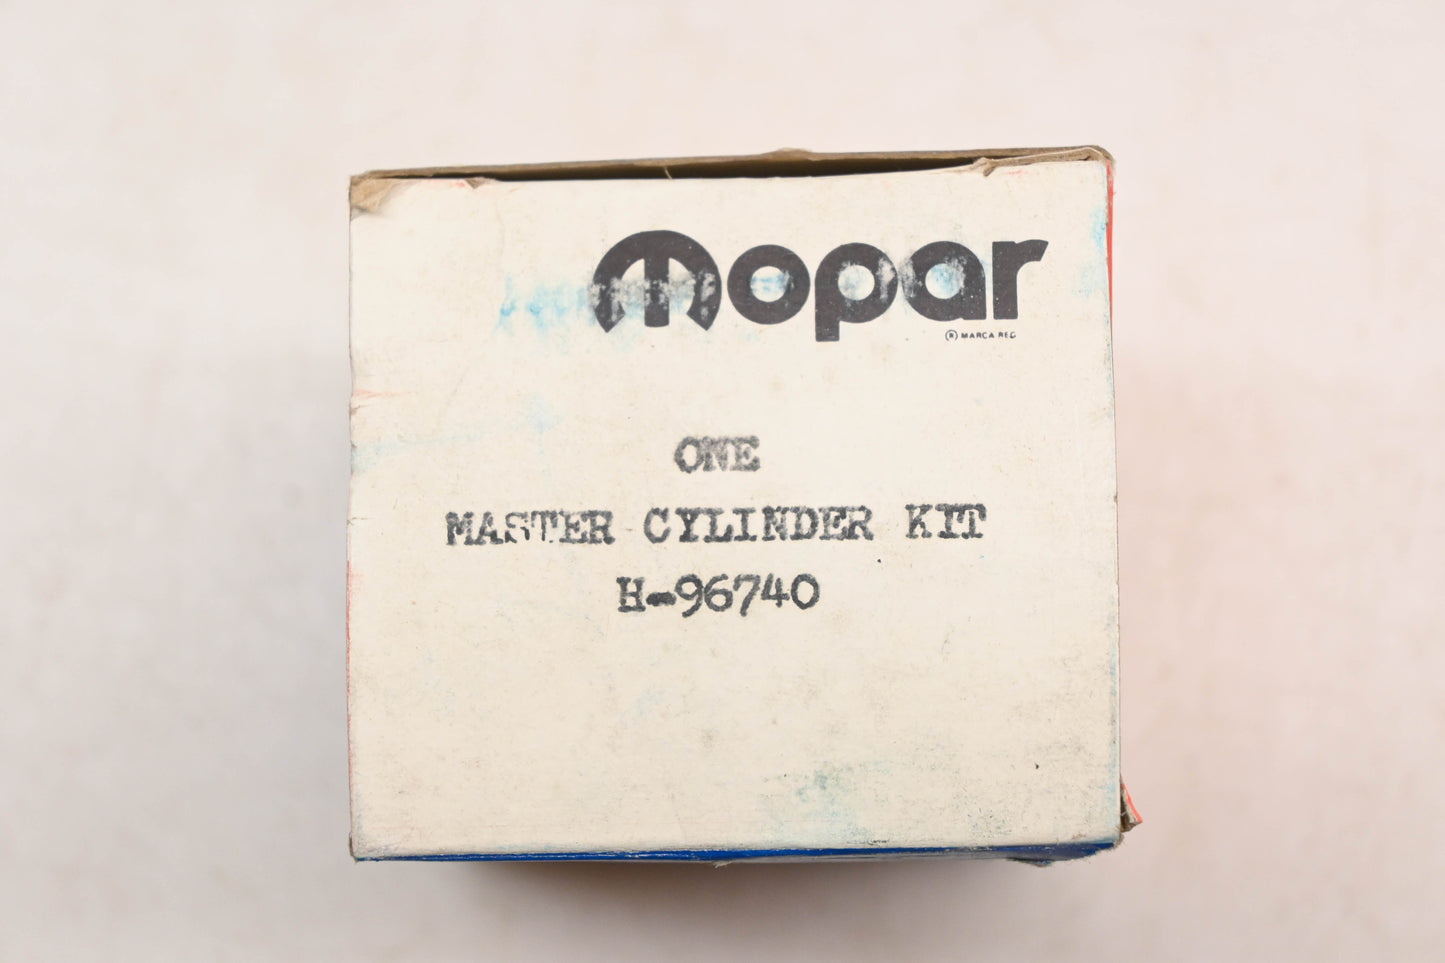 mopar
® MARCA REG
ONE
MASTER CYLINDER KIT
H-96740